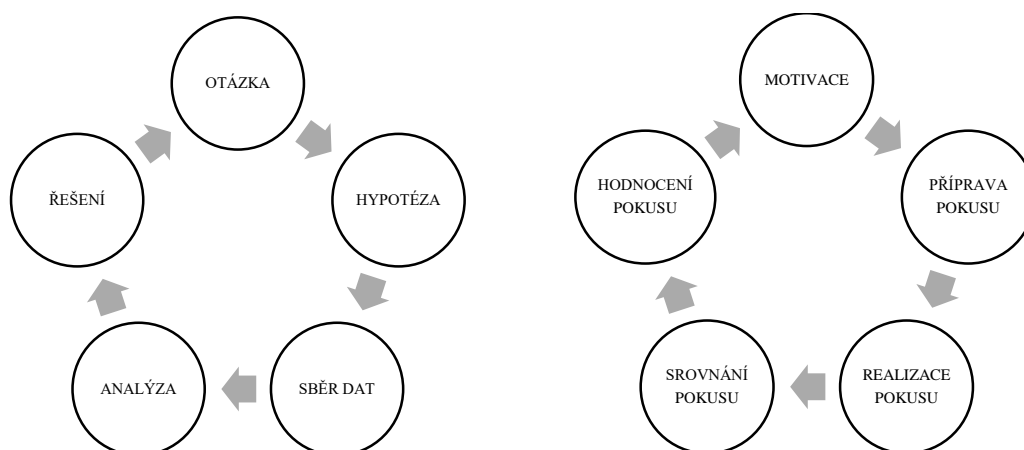 OTÁZKA
HYPOTÉZA
SBĚR DAT
ANALÝZA
ŘEŠENÍ
MOTIVACE
PŘÍPRAVA
POKUSU
REALIZACE
POKUSU
SROVNÁNÍ
POKUSU
HODNOCENÍ
POKUSU